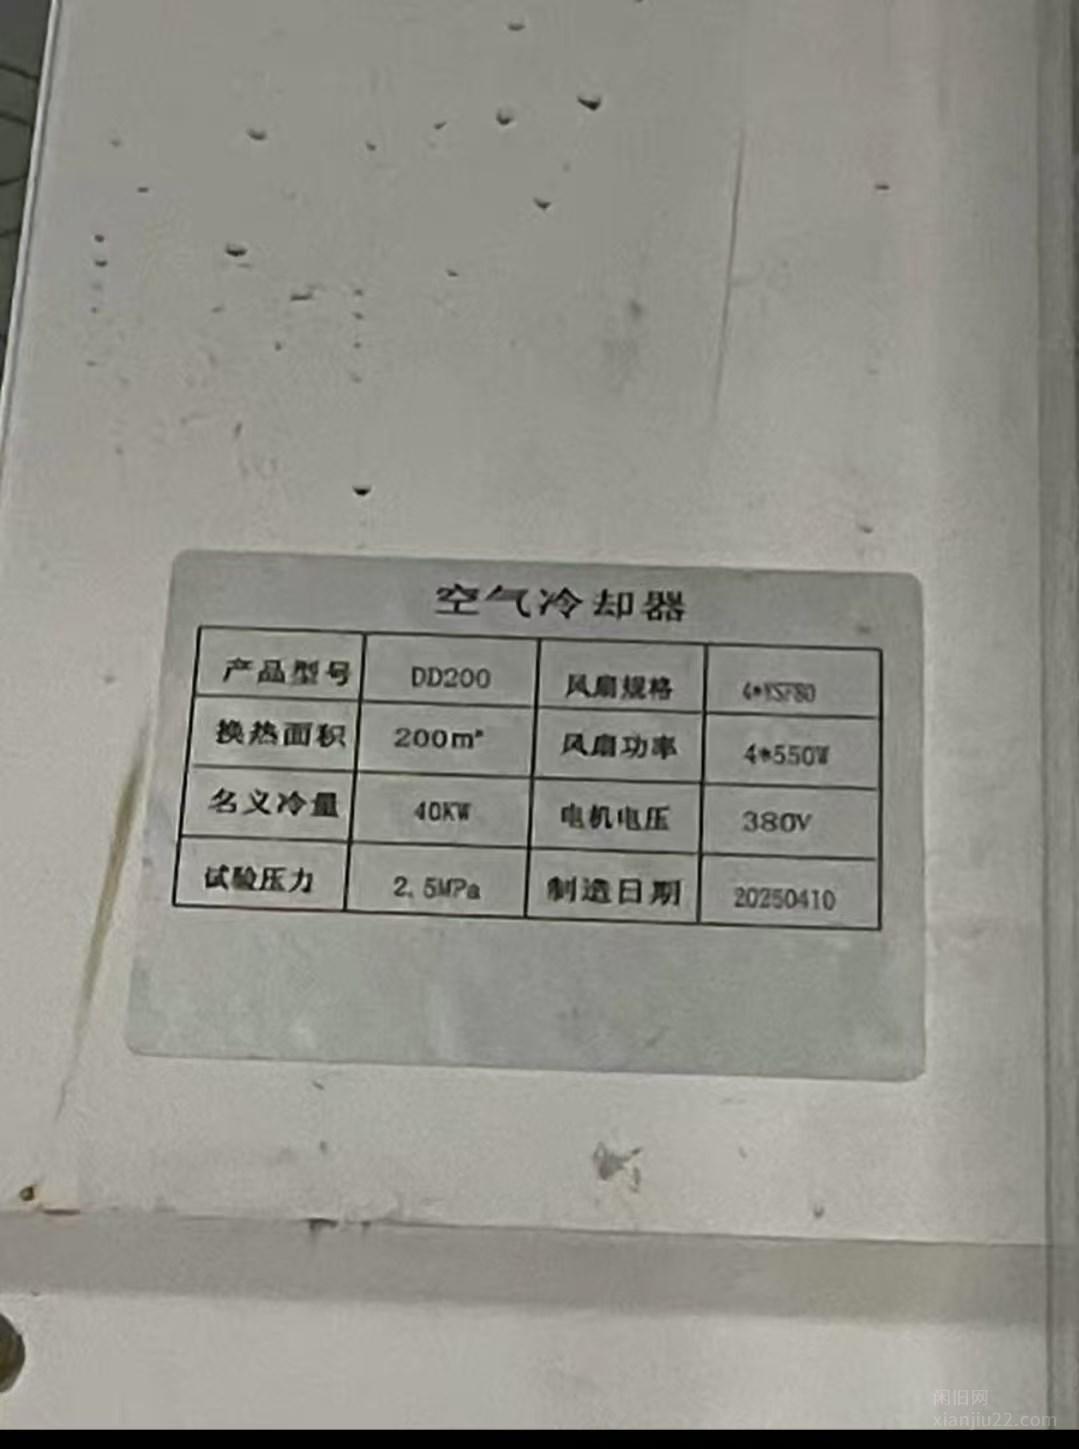 空气冷却器
产品型号 DD200 风扇规格 4*YSF80
换热面积 200m² 风扇功率 4*550W
名义冷量 40KW 电机电压 380V
试验压力 2.5MPa 制造日期 20250410
闲旧网
xianjiu22.com